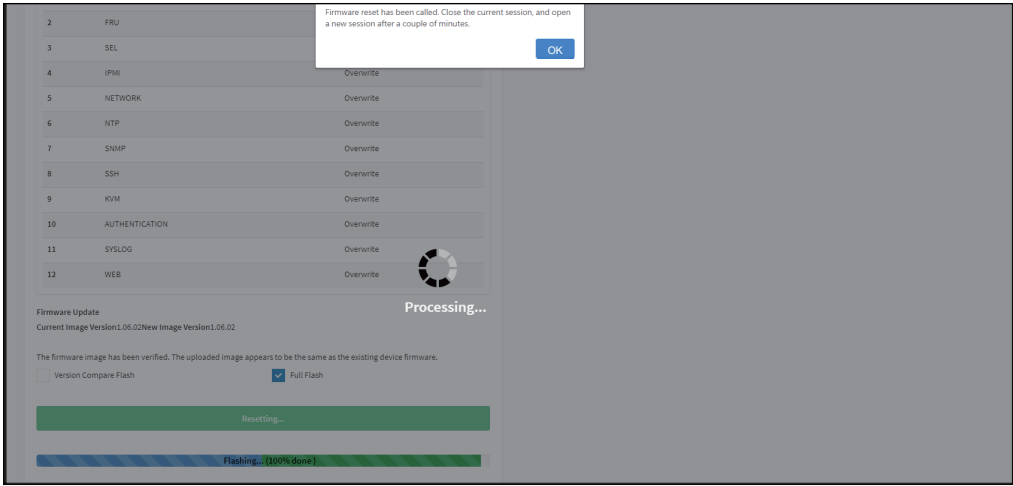 Firmware reset has been called. Close the current session, and open
a new session after a couple of minutes.
OK
2 FRU
3 SEL
4 IPMI Overwrite
5 NETWORK Overwrite
6 NTP Overwrite
7 SNMP Overwrite
8 SSH Overwrite
9 KVM Overwrite
10 AUTHENTICATION Overwrite
11 SYSLOG Overwrite
12 WEB Overwrite
Processing...
Firmware Update
Current Image Version1.06.02New Image Version1.06.02
The firmware image has been verified. The uploaded image appears to be the same as the existing device firmware.
Version Compare Flash Full Flash
Resetting...
Flashing... (100% done )